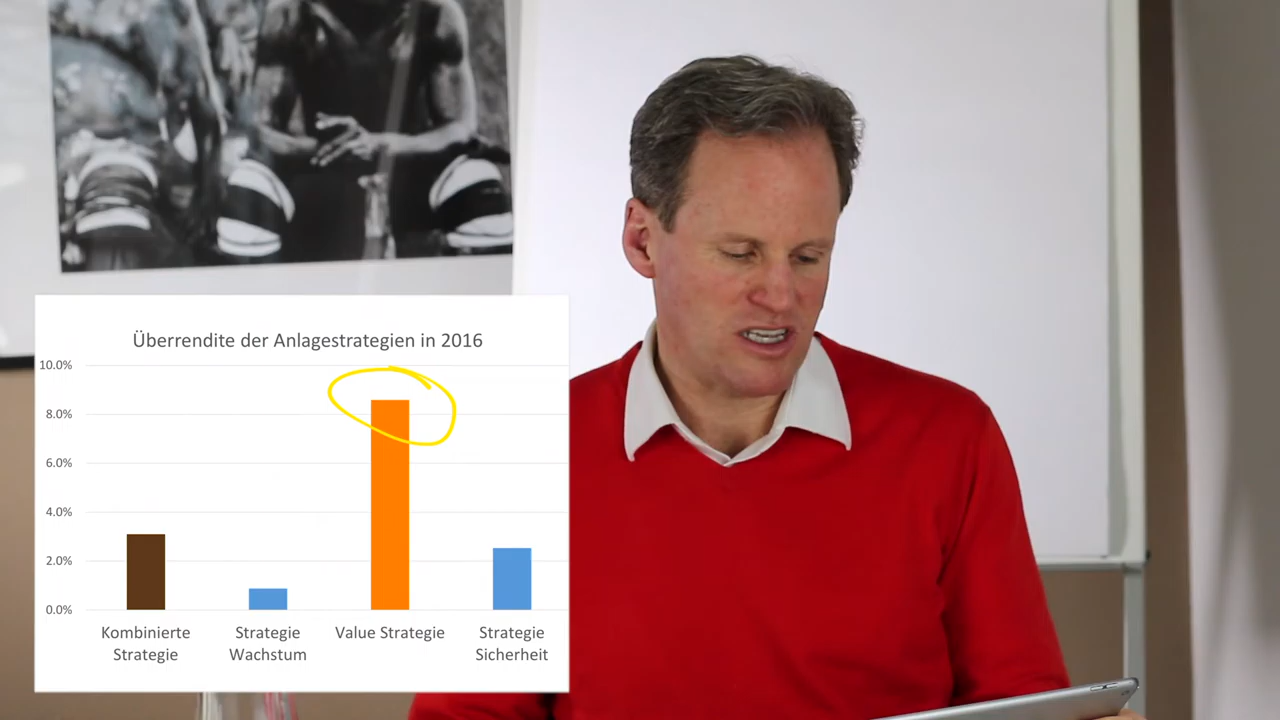 Überrendite der Anlagestrategien in 2016
10.0%
8.0%
6.0%
4.0%
2.0%
0.0%
Kombinierte
Strategie
Strategie
Wachstum
Value Strategie
Strategie
Sicherheit